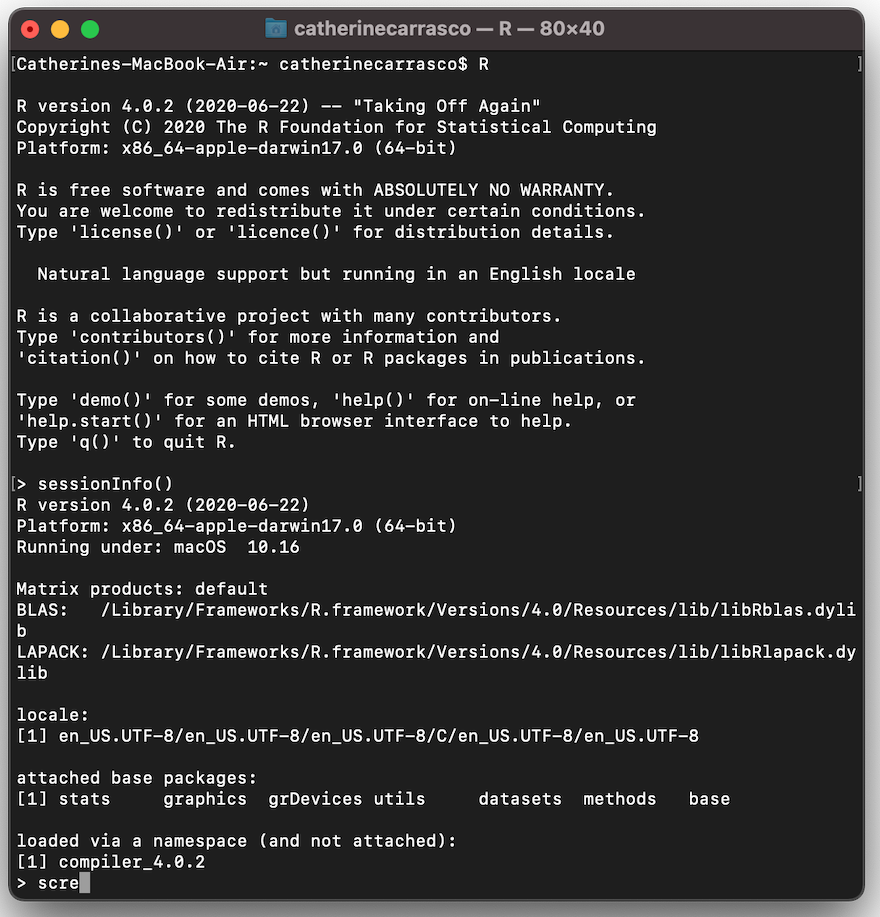 catherinecarrasco — R — 80×40
[Catherines-MacBook-Air:~ catherinecarrasco$ R ]
R version 4.0.2 (2020-06-22) -- "Taking Off Again"
Copyright (C) 2020 The R Foundation for Statistical Computing
Platform: x86_64-apple-darwin17.0 (64-bit)
R is free software and comes with ABSOLUTELY NO WARRANTY.
You are welcome to redistribute it under certain conditions.
Type 'license()' or 'licence()' for distribution details.
Natural language support but running in an English locale
R is a collaborative project with many contributors.
Type 'contributors()' for more information and
'citation()' on how to cite R or R packages in publications.
Type 'demo()' for some demos, 'help()' for on-line help, or
'help.start()' for an HTML browser interface to help.
Type 'q()' to quit R.
[> sessionInfo() ]
R version 4.0.2 (2020-06-22)
Platform: x86_64-apple-darwin17.0 (64-bit)
Running under: macOS  10.16
Matrix products: default
BLAS:   /Library/Frameworks/R.framework/Versions/4.0/Resources/lib/libRblas.dyli
b
LAPACK: /Library/Frameworks/R.framework/Versions/4.0/Resources/lib/libRlapack.dy
lib
locale:
[1] en_US.UTF-8/en_US.UTF-8/en_US.UTF-8/C/en_US.UTF-8/en_US.UTF-8
attached base packages:
[1] stats     graphics  grDevices utils     datasets  methods   base
loaded via a namespace (and not attached):
[1] compiler_4.0.2
> scre